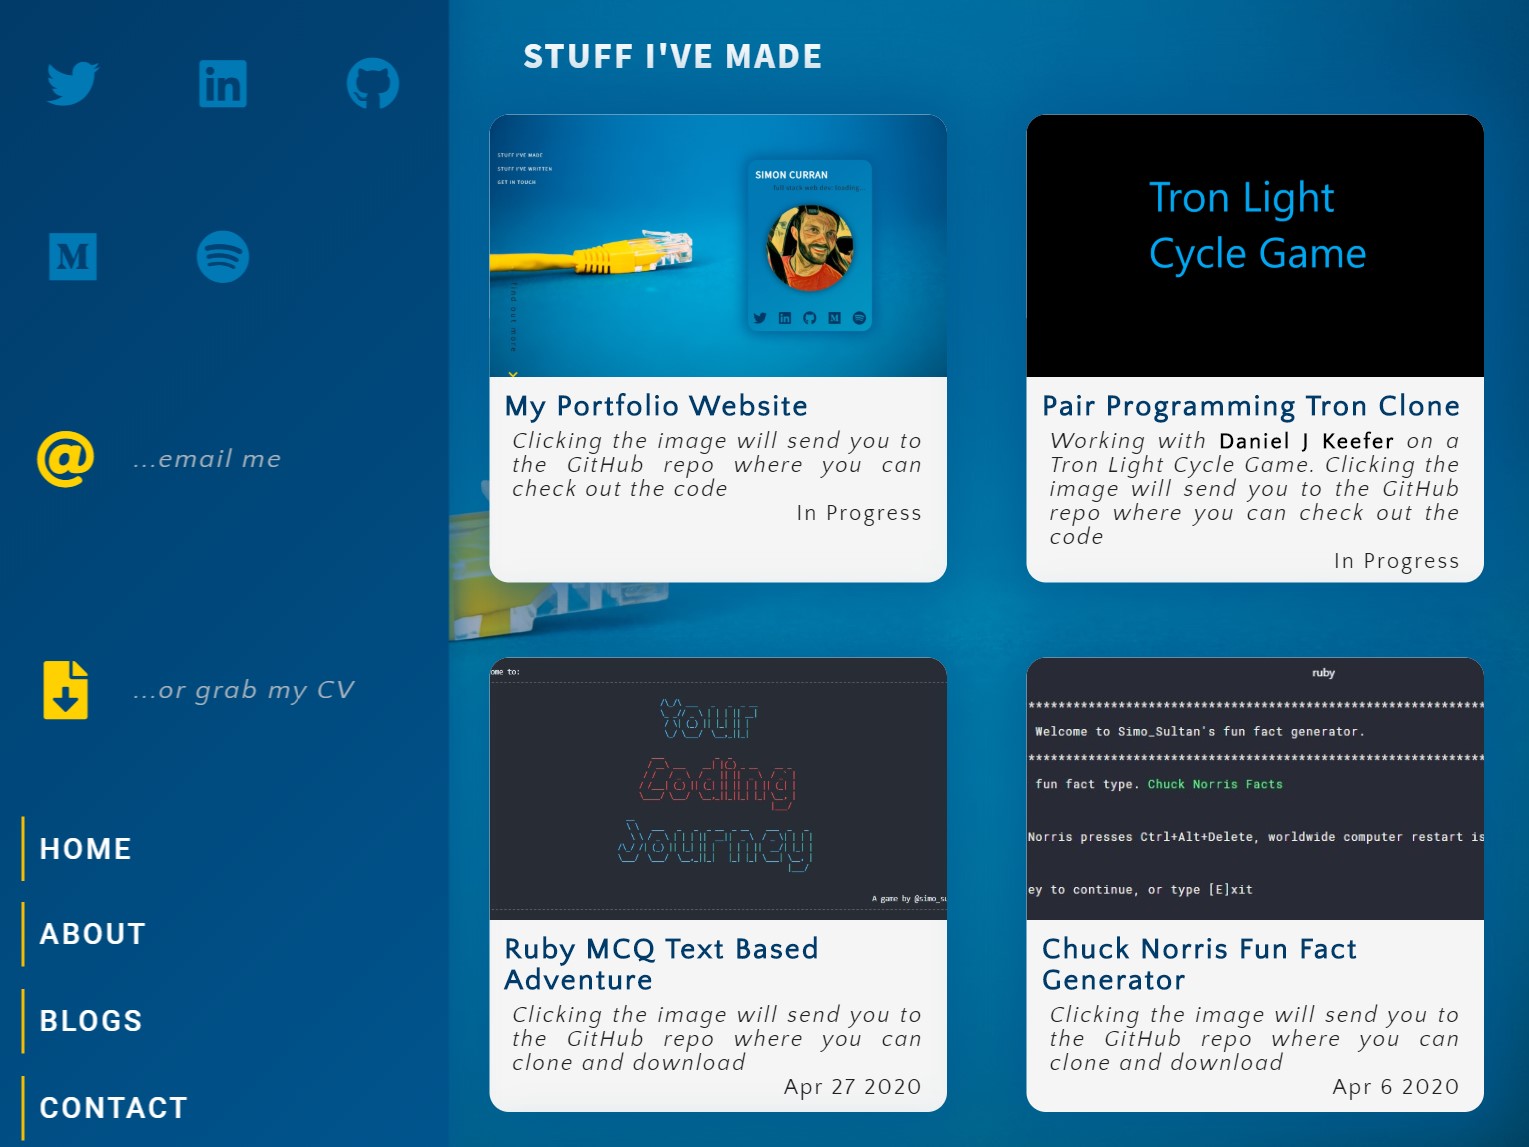 STUFF I'VE MADE
STUFF I'VE MADE
STUFF I'VE WRITTEN
GET IN TOUCH
SIMON CURRAN
full stack web dev: loading...
find out more
Tron Light
Cycle Game
My Portfolio Website
Clicking the image will send you to
the GitHub repo where you can
check out the code
In Progress
Pair Programming Tron Clone
Working with Daniel J Keefer on a
Tron Light Cycle Game. Clicking the
image will send you to the GitHub
repo where you can check out the
code
In Progress
...email me
...or grab my CV
HOME
ABOUT
BLOGS
CONTACT
ome to:
Your
Coding
Journey
A game by @simo_su
Ruby MCQ Text Based
Adventure
Clicking the image will send you to
the GitHub repo where you can
clone and download
Apr 27 2020
ruby
Welcome to Simo_Sultan's fun fact generator.
fun fact type. Chuck Norris Facts
Norris presses Ctrl+Alt+Delete, worldwide computer restart is
ey to continue, or type [E]xit
Chuck Norris Fun Fact
Generator
Clicking the image will send you to
the GitHub repo where you can
clone and download
Apr 6 2020